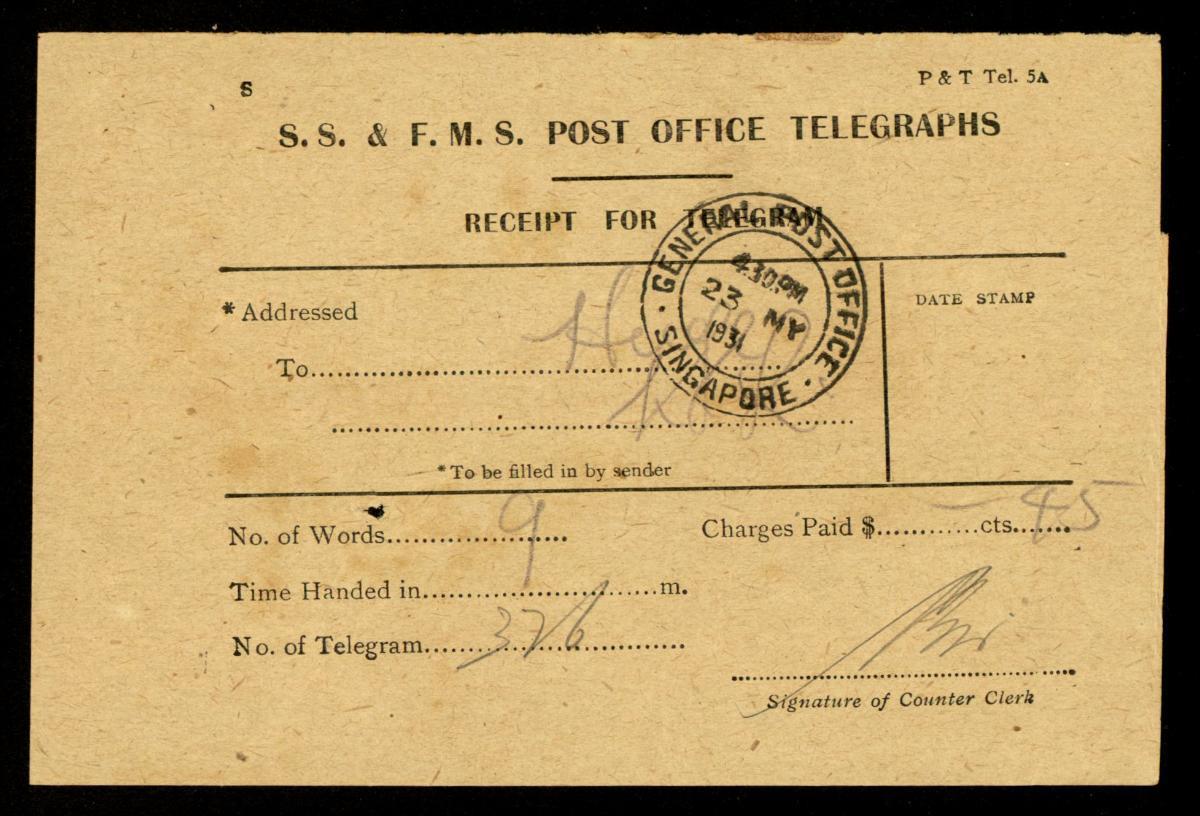 S
P & T Tel. 5A
S. S. & F. M. S. POST OFFICE TELEGRAPHS
RECEIPT FOR TELEGRAM
GENERAL POST OFFICE
4.30PM
23 MY
1931
SINGAPORE
* Addressed
DATE STAMP
To
* To be filled in by sender
No. of Words 9
Charges Paid $ – cts. 45
Time Handed in m.
No. of Telegram 376
Signature of Counter Clerk